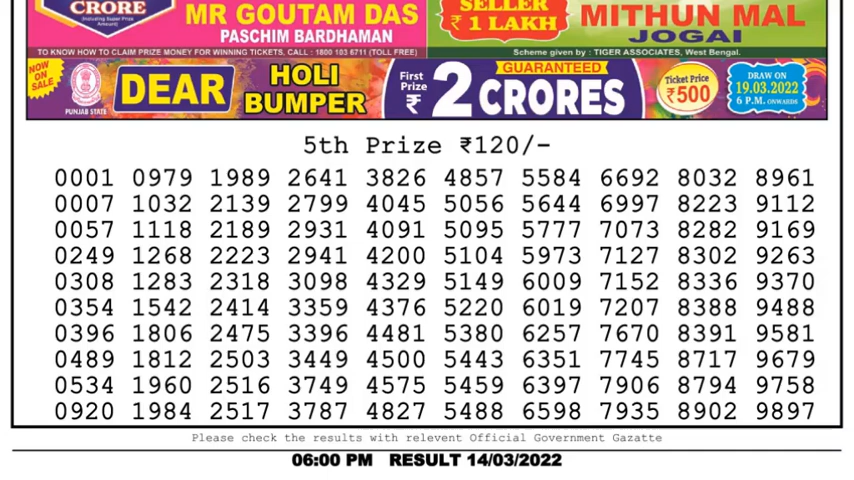 CRORE
(Including Super Prize Amount)
MR GOUTAM DAS
PASCHIM BARDHAMAN
TO KNOW HOW TO CLAIM PRIZE MONEY FOR WINNING TICKETS, CALL : 1800 103 6711 (TOLL FREE)
SELLER
₹ 1 LAKH
MITHUN MAL
JOGAI
Scheme given by : TIGER ASSOCIATES, West Bengal.
NOW ON SALE
PUNJAB STATE
DEAR
HOLI
BUMPER
First Prize ₹
GUARANTEED
2 CRORES
Ticket Price
₹500
DRAW ON
19.03.2022
6 P.M. ONWARDS
5th Prize ₹120/-
0001 0979 1989 2641 3826 4857 5584 6692 8032 8961
0007 1032 2139 2799 4045 5056 5644 6997 8223 9112
0057 1118 2189 2931 4091 5095 5777 7073 8282 9169
0249 1268 2223 2941 4200 5104 5973 7127 8302 9263
0308 1283 2318 3098 4329 5149 6009 7152 8336 9370
0354 1542 2414 3359 4376 5220 6019 7207 8388 9488
0396 1806 2475 3396 4481 5380 6257 7670 8391 9581
0489 1812 2503 3449 4500 5443 6351 7745 8717 9679
0534 1960 2516 3749 4575 5459 6397 7906 8794 9758
0920 1984 2517 3787 4827 5488 6598 7935 8902 9897
Please check the results with relevent Official Government Gazatte
06:00 PM RESULT 14/03/2022